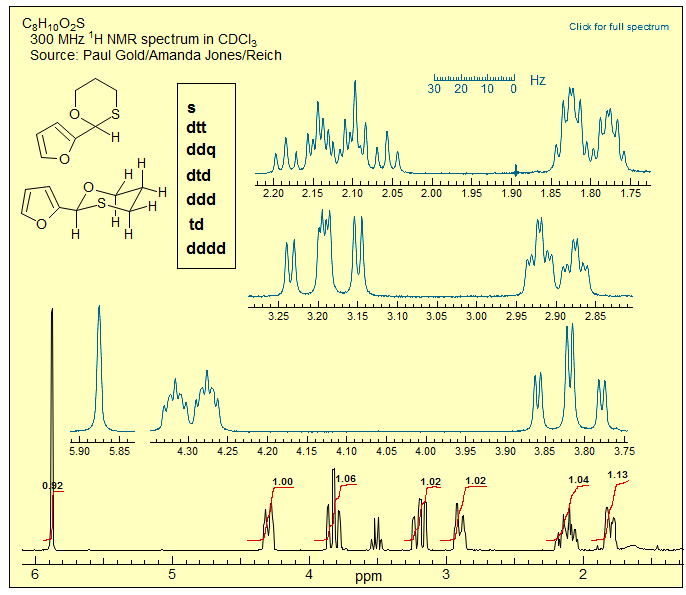 C₈H₁₀O₂S
300 MHz ¹H NMR spectrum in CDCl₃
Source: Paul Gold/Amanda Jones/Reich
Click for full spectrum
30 20 10 0 Hz
O S
H
O
s
dtt
ddq
dtd
ddd
td
dddd
2.20 2.15 2.10 2.05 2.00 1.95 1.90 1.85 1.80 1.75
H
O H H
S H
O H H
H H
3.25 3.20 3.15 3.10 3.05 3.00 2.95 2.90 2.85
5.90 5.85
4.30 4.25 4.20 4.15 4.10 4.05 4.00 3.95 3.90 3.85 3.80 3.75
0.92 1.00 1.06 1.02 1.02 1.04 1.13
6 5 4 3 2
ppm